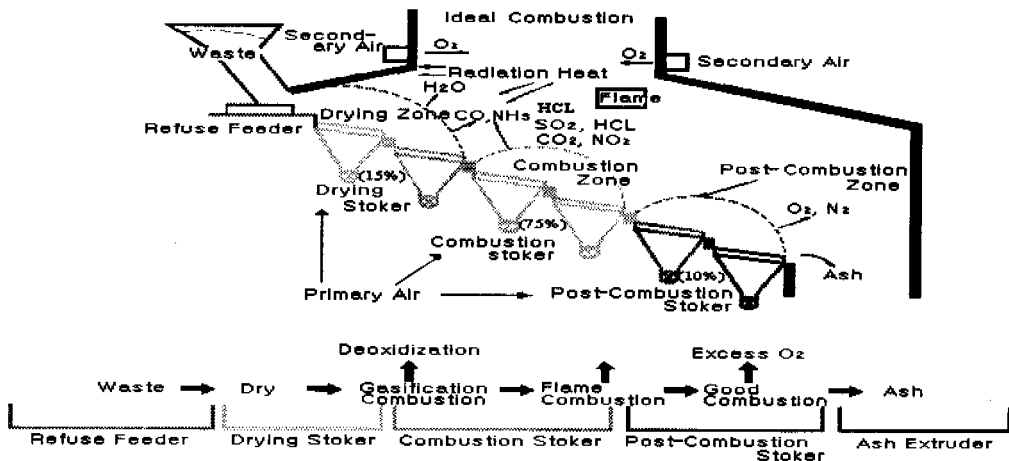 Ideal Combustion
Second-
ary Air
Waste
O₂
O₂
Secondary Air
Radiation Heat
H₂O
Flame
Refuse Feeder
Drying Zone
CO,NH₃
HCL
SO₂, HCL
CO₂, NO₂
Combustion
Zone
Post-Combustion
Zone
O₂, N₂
(15%)
Drying
Stoker
(75%)
Combustion
stoker
(10%)
Ash
Primary Air
Post-Combustion
Stoker
Deoxidization
Excess O₂
Waste
Dry
Gasification
Combustion
Flame
Combustion
Good
Combustion
Ash
Refuse Feeder
Drying Stoker
Combustion Stoker
Post-Combustion
Stoker
Ash Extruder